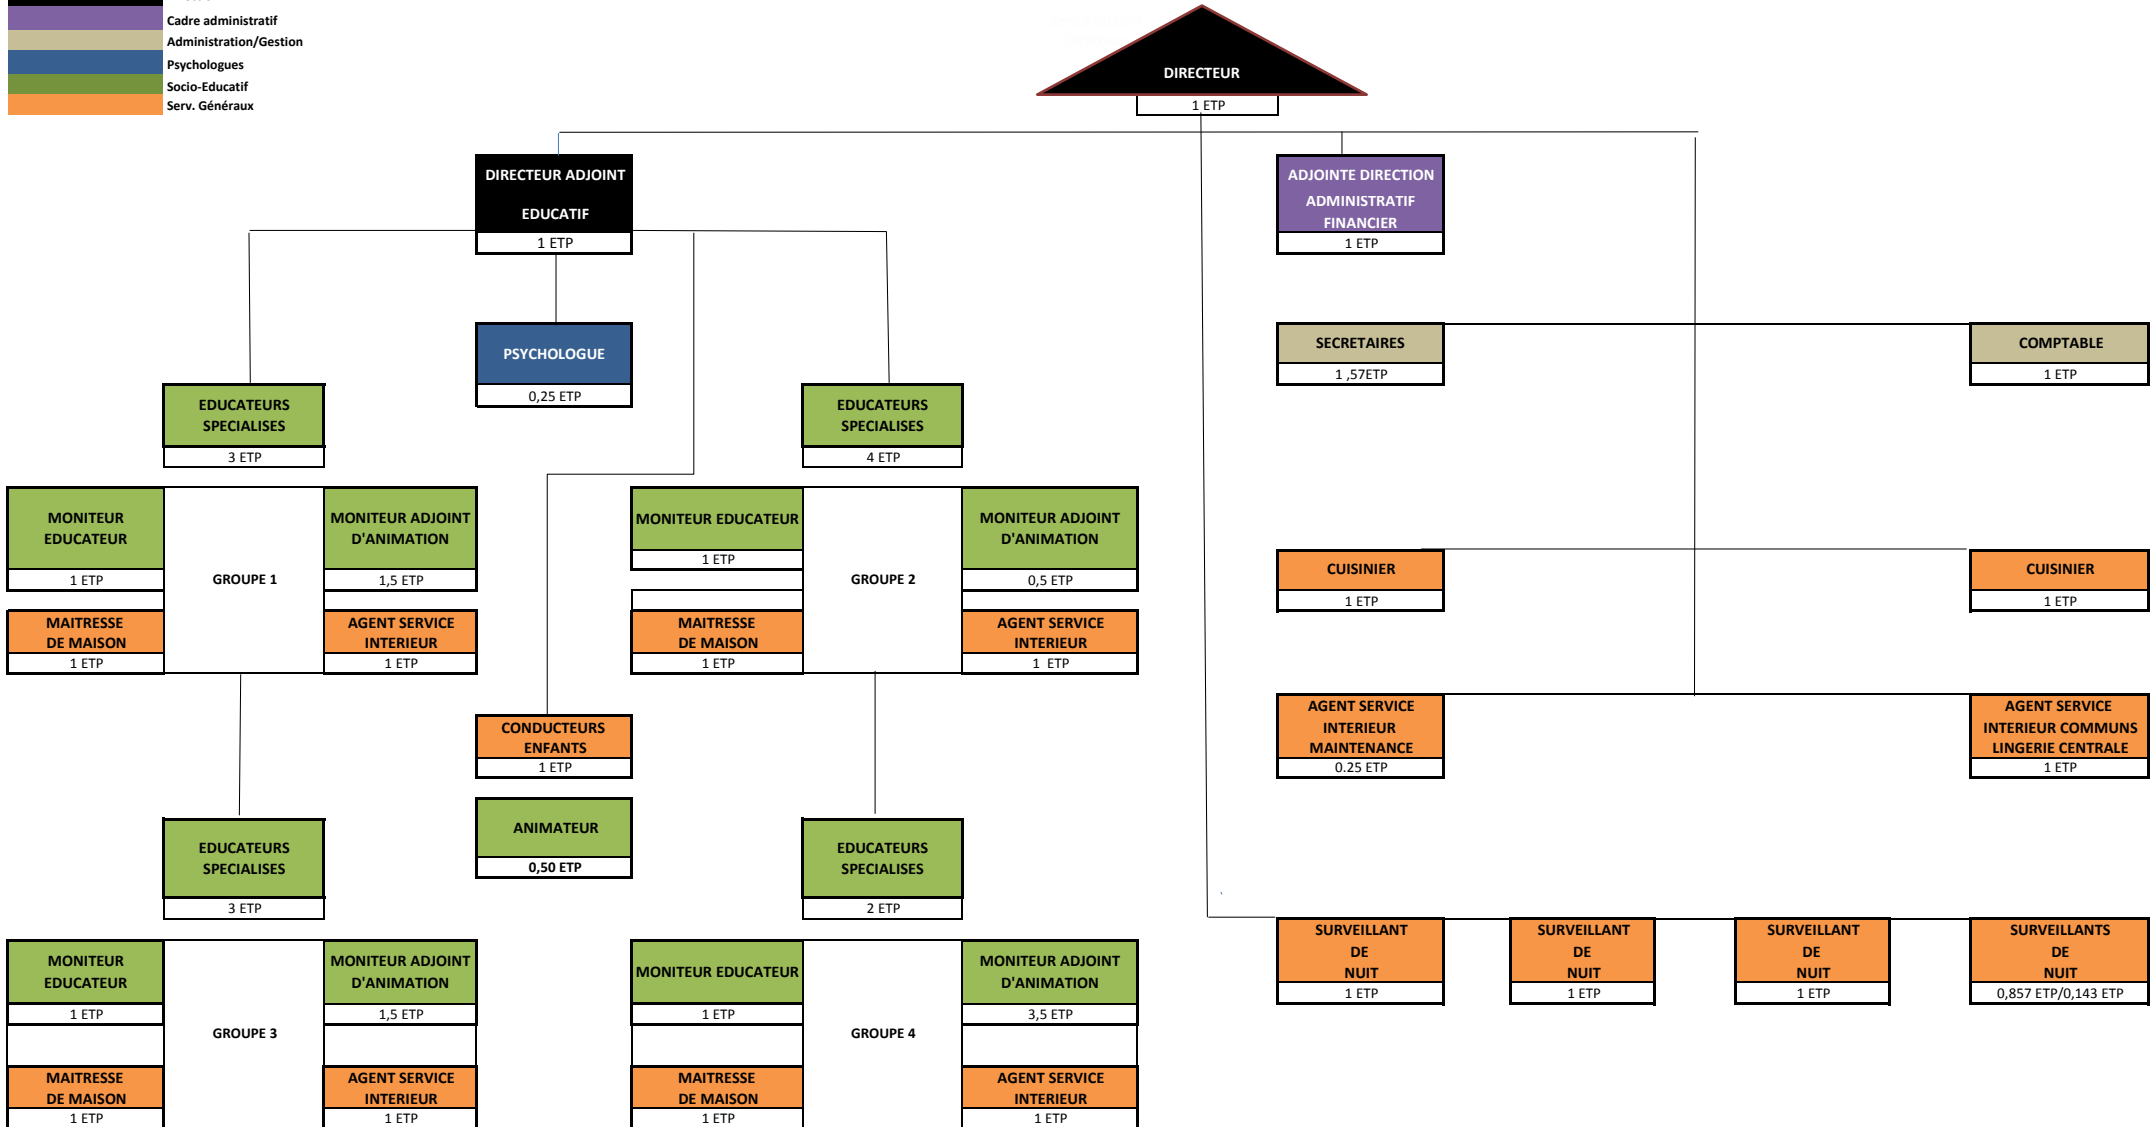 Cadre administratif
Administration/Gestion
Psychologues
Socio-Educatif
Serv. Généraux
DIRECTEUR
1 ETP
DIRECTEUR ADJOINT
EDUCATIF
1 ETP
ADJOINTE DIRECTION
ADMINISTRATIF
FINANCIER
1 ETP
PSYCHOLOGUE
0,25 ETP
SECRETAIRES
1 ,57ETP
COMPTABLE
1 ETP
EDUCATEURS
SPECIALISES
3 ETP
EDUCATEURS
SPECIALISES
4 ETP
MONITEUR
EDUCATEUR
1 ETP
GROUPE 1
MONITEUR ADJOINT
D'ANIMATION
1,5 ETP
MAITRESSE
DE MAISON
1 ETP
AGENT SERVICE
INTERIEUR
1 ETP
MONITEUR EDUCATEUR
1 ETP
GROUPE 2
MONITEUR ADJOINT
D'ANIMATION
0,5 ETP
MAITRESSE
DE MAISON
1 ETP
AGENT SERVICE
INTERIEUR
1 ETP
CUISINIER
1 ETP
CUISINIER
1 ETP
CONDUCTEURS
ENFANTS
1 ETP
ANIMATEUR
0,50 ETP
AGENT SERVICE
INTERIEUR
MAINTENANCE
0.25 ETP
AGENT SERVICE
INTERIEUR COMMUNS
LINGERIE CENTRALE
1 ETP
EDUCATEURS
SPECIALISES
3 ETP
EDUCATEURS
SPECIALISES
2 ETP
MONITEUR
EDUCATEUR
1 ETP
GROUPE 3
MONITEUR ADJOINT
D'ANIMATION
1,5 ETP
MAITRESSE
DE MAISON
1 ETP
AGENT SERVICE
INTERIEUR
1 ETP
MONITEUR EDUCATEUR
1 ETP
GROUPE 4
MONITEUR ADJOINT
D'ANIMATION
3,5 ETP
MAITRESSE
DE MAISON
1 ETP
AGENT SERVICE
INTERIEUR
1 ETP
SURVEILLANT
DE
NUIT
1 ETP
SURVEILLANT
DE
NUIT
1 ETP
SURVEILLANT
DE
NUIT
1 ETP
SURVEILLANTS
DE
NUIT
0,857 ETP/0,143 ETP